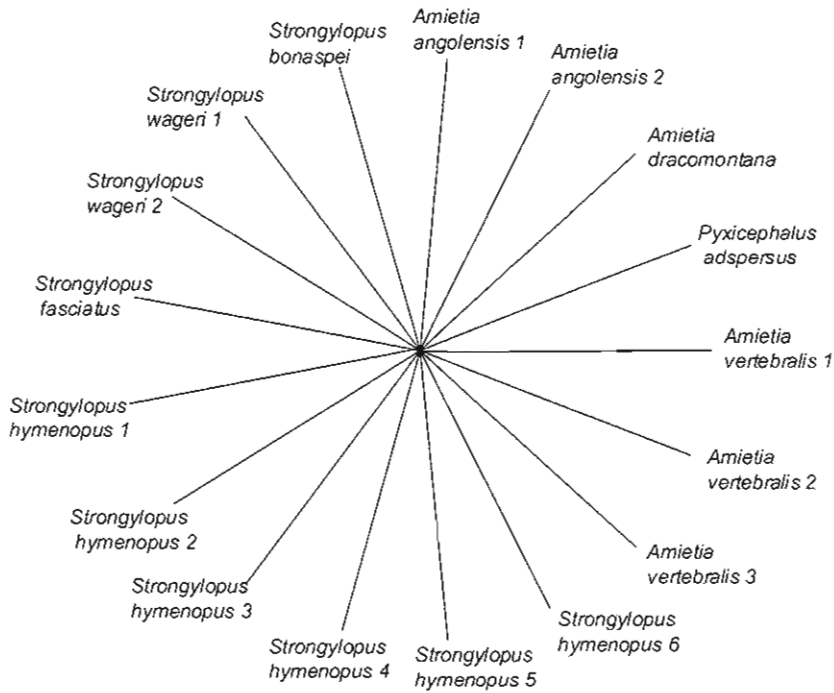 Strongylopus
bonaspei
Amietia
angolensis 1
Amietia
angolensis 2
Strongylopus
wageri 1
Amietia
dracomontana
Strongylopus
wageri 2
Pyxicephalus
adspersus
Strongylopus
fasciatus
Amietia
vertebralis 1
Strongylopus
hymenopus 1
Amietia
vertebralis 2
Strongylopus
hymenopus 2
Amietia
vertebralis 3
Strongylopus
hymenopus 3
Strongylopus
hymenopus 6
Strongylopus
hymenopus 4
Strongylopus
hymenopus 5